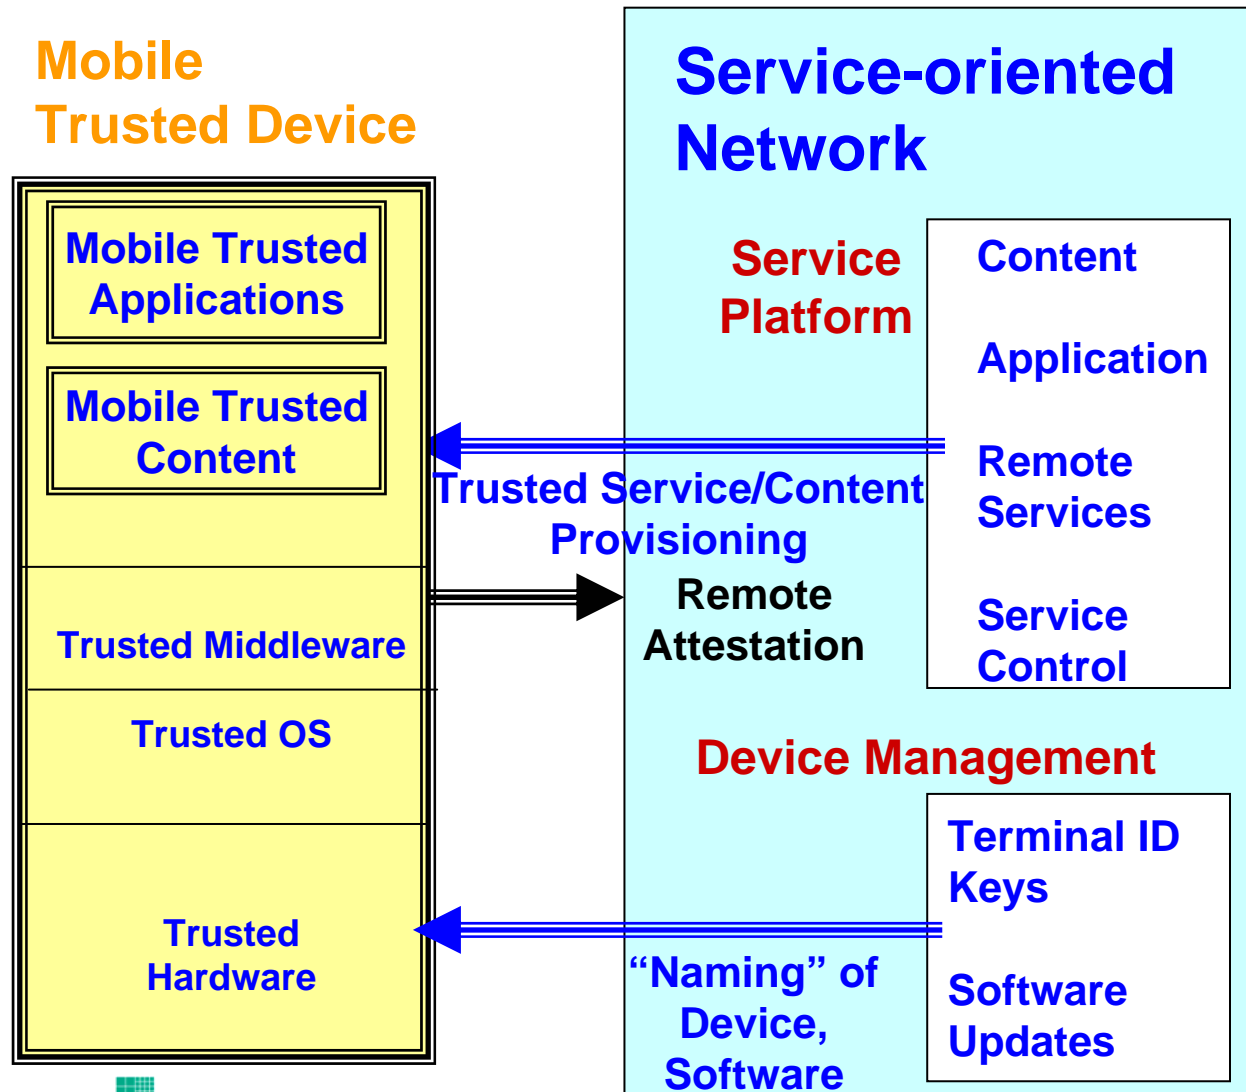 Mobile
Trusted Device
Mobile Trusted
Applications
Mobile Trusted
Content
Trusted Middleware
Trusted OS
Trusted
Hardware
Service-oriented
Network
Service
Platform
Content
Application
Remote
Services
Service
Control
Trusted Service/Content
Provisioning
Remote
Attestation
Device Management
Terminal ID
Keys
Software
Updates
“Naming” of
Device,
Software